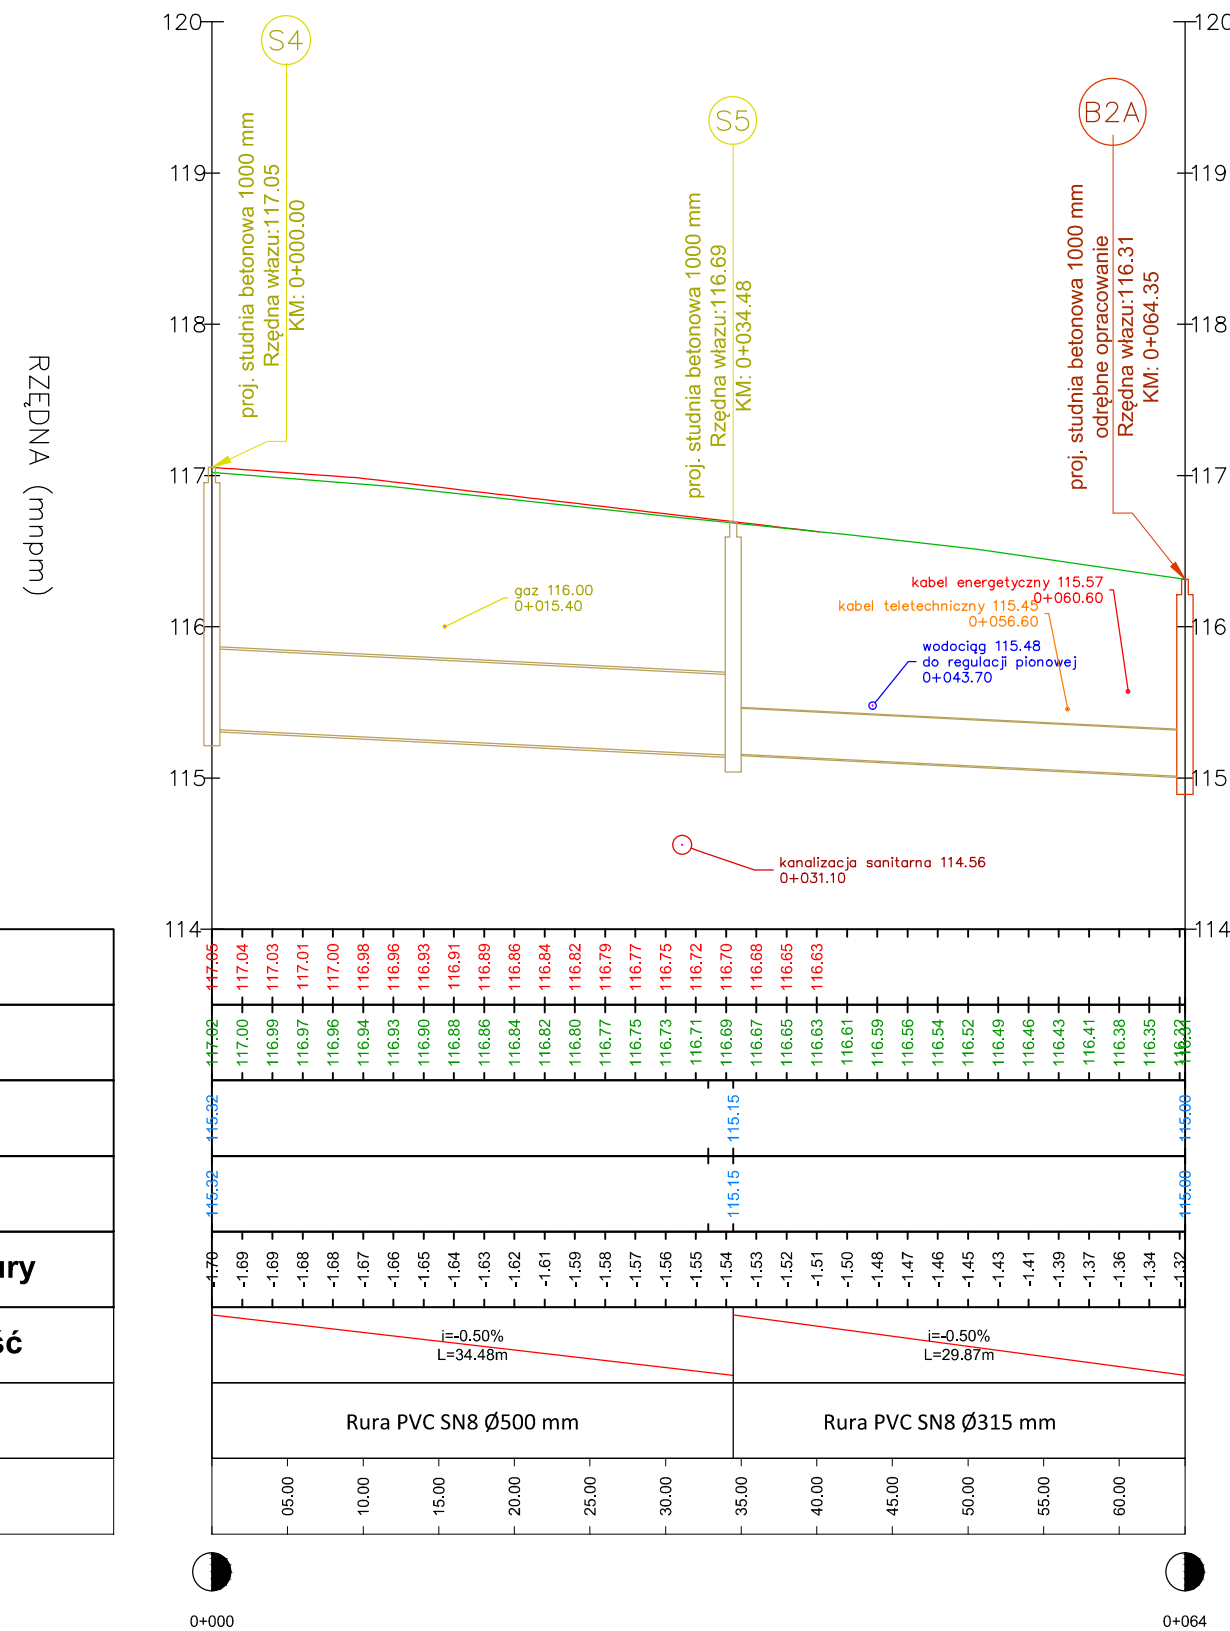 120
120
S4
S5
B2A
proj. studnia betonowa 1000 mm
Rzędna włazu:117.05
KM: 0+000.00
proj. studnia betonowa 1000 mm
Rzędna włazu:116.69
KM: 0+034.48
proj. studnia betonowa 1000 mm
odrębne opracowanie
Rzędna włazu:116.31
KM: 0+064.35
119
119
118
118
RZĘDNA (mnpm)
117
117
gaz 116.00
0+015.40
kabel energetyczny 115.57
0+060.60
kabel teletechniczny 115.45
0+056.60
116
116
wodociąg 115.48
do regulacji pionowej
0+043.70
115
115
kanalizacja sanitarna 114.56
0+031.10
114
114
117.05 117.04 117.03 117.01 117.00 116.98 116.96 116.93 116.91 116.89 116.86 116.84 116.82 116.79 116.77 116.75 116.72 116.70 116.68 116.65 116.63
117.02 117.00 116.99 116.97 116.96 116.94 116.93 116.90 116.88 116.86 116.84 116.82 116.80 116.77 116.75 116.73 116.71 116.69 116.67 116.65 116.63 116.61 116.59 116.56 116.54 116.52 116.49 116.46 116.43 116.41 116.38 116.35
115.32 115.15 115.00
115.32 115.15 115.00
ury
-1.70 -1.69 -1.69 -1.68 -1.68 -1.67 -1.66 -1.65 -1.64 -1.63 -1.62 -1.61 -1.59 -1.58 -1.57 -1.56 -1.55 -1.54 -1.53 -1.52 -1.51 -1.50 -1.48 -1.47 -1.46 -1.45 -1.43 -1.41 -1.39 -1.37 -1.36 -1.34 -1.32
ść
i=-0.50%
L=34.48m
i=-0.50%
L=29.87m
Rura PVC SN8 Ø500 mm
Rura PVC SN8 Ø315 mm
05.00 10.00 15.00 20.00 25.00 30.00 35.00 40.00 45.00 50.00 55.00 60.00
0+000
0+064